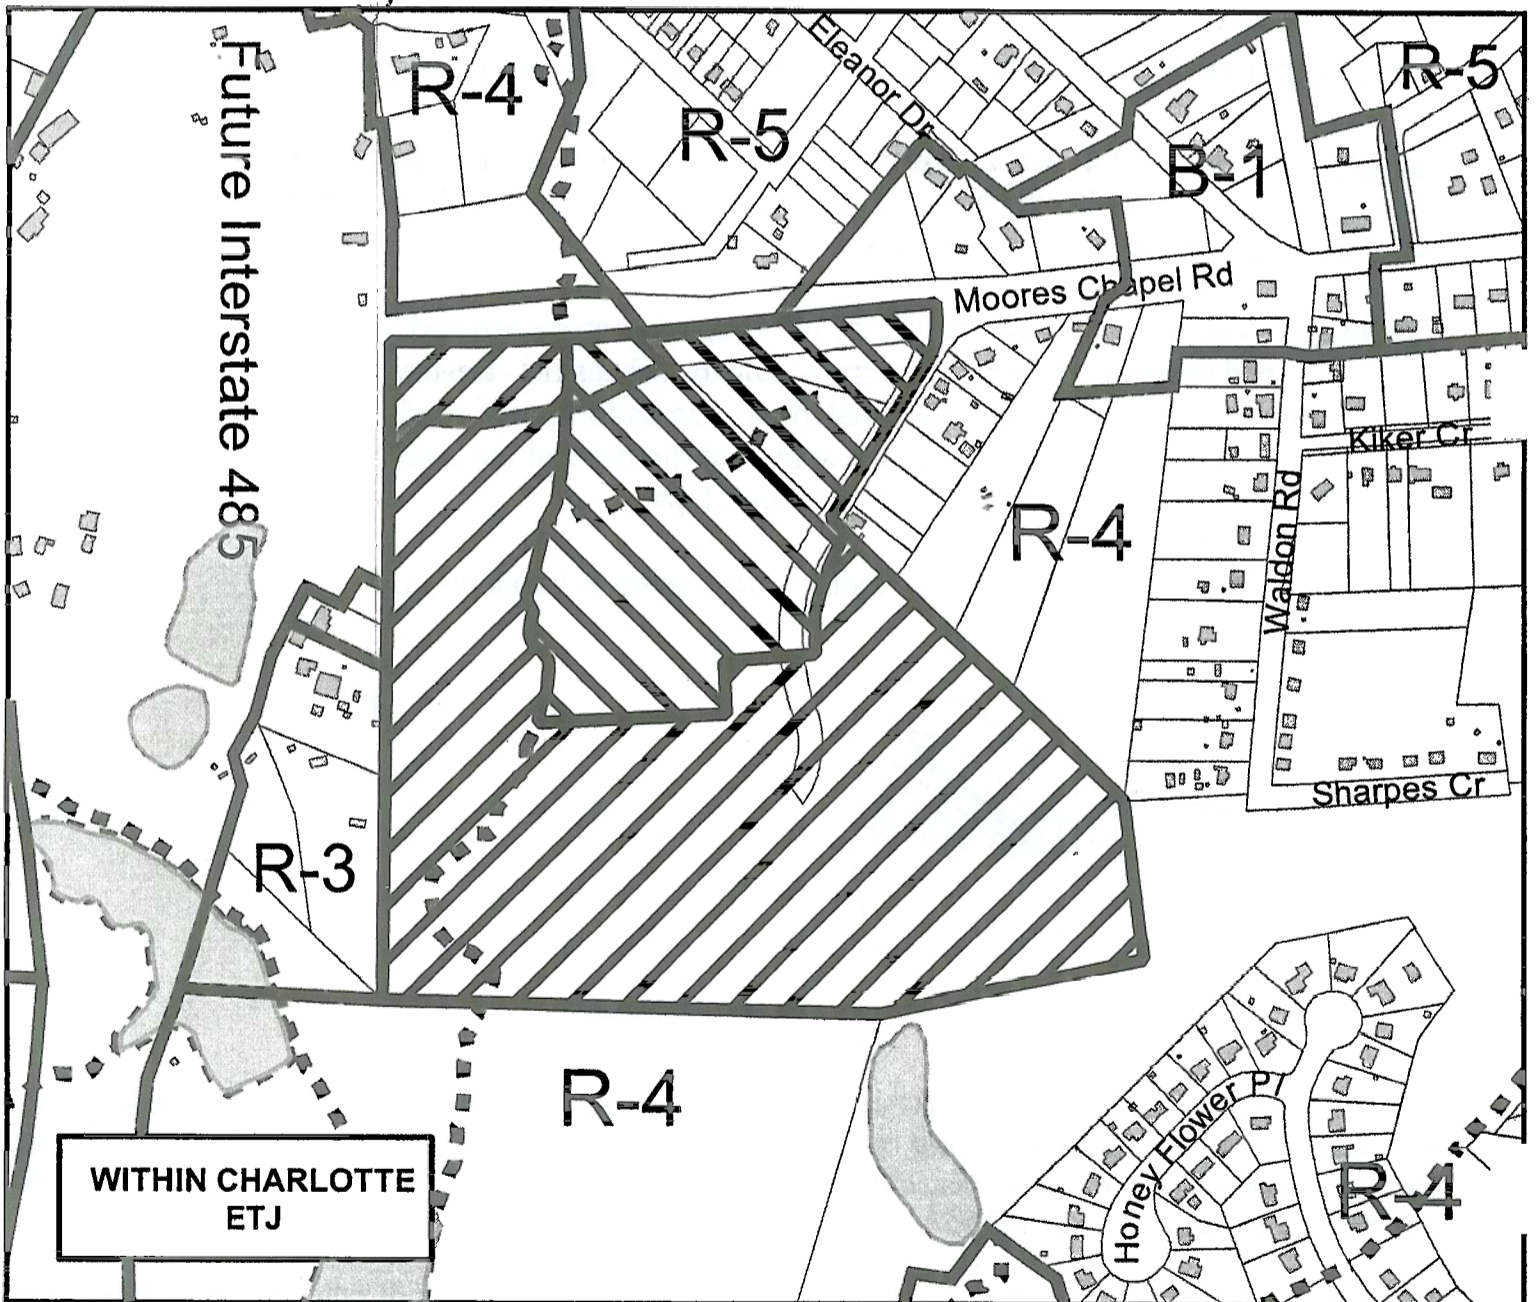 R-4
R-5
Eleanor Dr
R-5
B-1
Future Interstate 485
Moores Chapel Rd
Kiker Cr
R-4
Waldon Rd
Sharpes Cr
R-3
R-4
Honey Flower Pl
R-4
WITHIN CHARLOTTE
ETJ